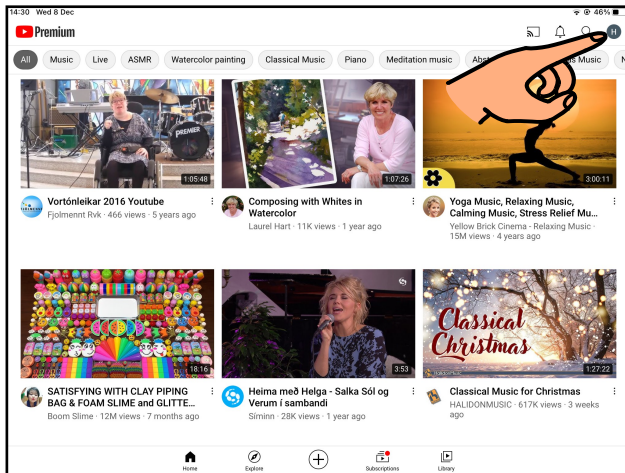 14:30 Wed 8 Dec
46%
Premium
H
All Music Live ASMR Watercolor painting Classical Music Piano Meditation music Music
PREMIER
1:05:48
1:07:26
3:00:11
Vortónleikar 2016 Youtube
Fjolmennt Rvk · 466 views · 5 years ago
Composing with Whites in
Watercolor
Laurel Hart · 11K views · 1 year ago
Yoga Music, Relaxing Music,
Calming Music, Stress Relief Mu...
Yellow Brick Cinema - Relaxing Music ·
15M views · 4 years ago
Classical
Christmas
HALIDONMUSIC
18:16
3:53
1:27:22
SATISFYING WITH CLAY PIPING
BAG & FOAM SLIME and GLITTE...
Boom Slime · 12M views · 7 months ago
Heima með Helga - Salka Sól og
Verum í sambandi
Síminn · 28K views · 1 year ago
Classical Music for Christmas
HALIDONMUSIC · 617K views · 3 weeks
ago
Home Explore Subscriptions Library